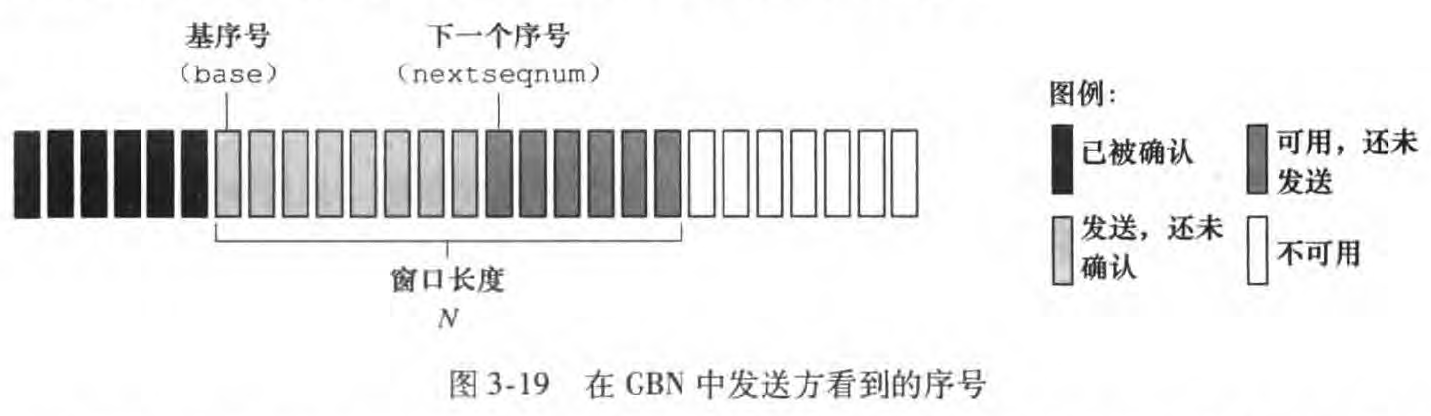 基序号
(base)
下一个序号
(nextseqnum)
窗口长度
N
图例:
已被确认
可用，还未
发送
发送，还未
确认
不可用
图 3-19 在 GBN 中发送方看到的序号